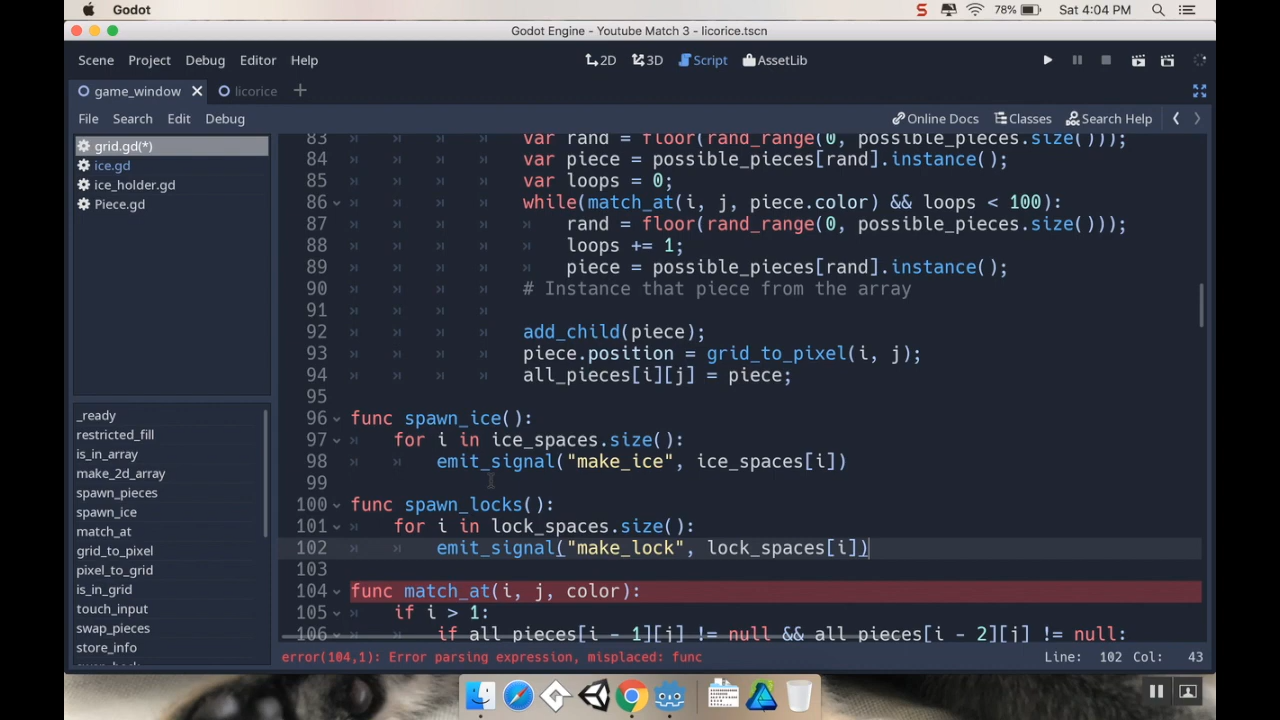 Godot
78%
Sat 4:04 PM
Godot Engine - Youtube Match 3 - licorice.tscn
Scene Project Debug Editor Help
2D 3D Script AssetLib
game_window
licorice
File Search Edit Debug
Online Docs Classes Search Help
grid.gd(*)
ice.gd
ice_holder.gd
Piece.gd
_ready
restricted_fill
is_in_array
make_2d_array
spawn_pieces
spawn_ice
match_at
grid_to_pixel
pixel_to_grid
is_in_grid
touch_input
swap_pieces
store_info
83 var rand = floor(rand_range(0, possible_pieces.size()));
84 var piece = possible_pieces[rand].instance();
85 var loops = 0;
86 while(match_at(i, j, piece.color) && loops < 100):
87 rand = floor(rand_range(0, possible_pieces.size()));
88 loops += 1;
89 piece = possible_pieces[rand].instance();
90 # Instance that piece from the array
91
92 add_child(piece);
93 piece.position = grid_to_pixel(i, j);
94 all_pieces[i][j] = piece;
95
96 func spawn_ice():
97 for i in ice_spaces.size():
98 emit_signal("make_ice", ice_spaces[i])
99
100 func spawn_locks():
101 for i in lock_spaces.size():
102 emit_signal("make_lock", lock_spaces[i])
103
104 func match_at(i, j, color):
105 if i > 1:
106 if all_pieces[i - 1][j] != null && all_pieces[i - 2][j] != null:
error(104,1): Error parsing expression, misplaced: func
Line: 102 Col: 43